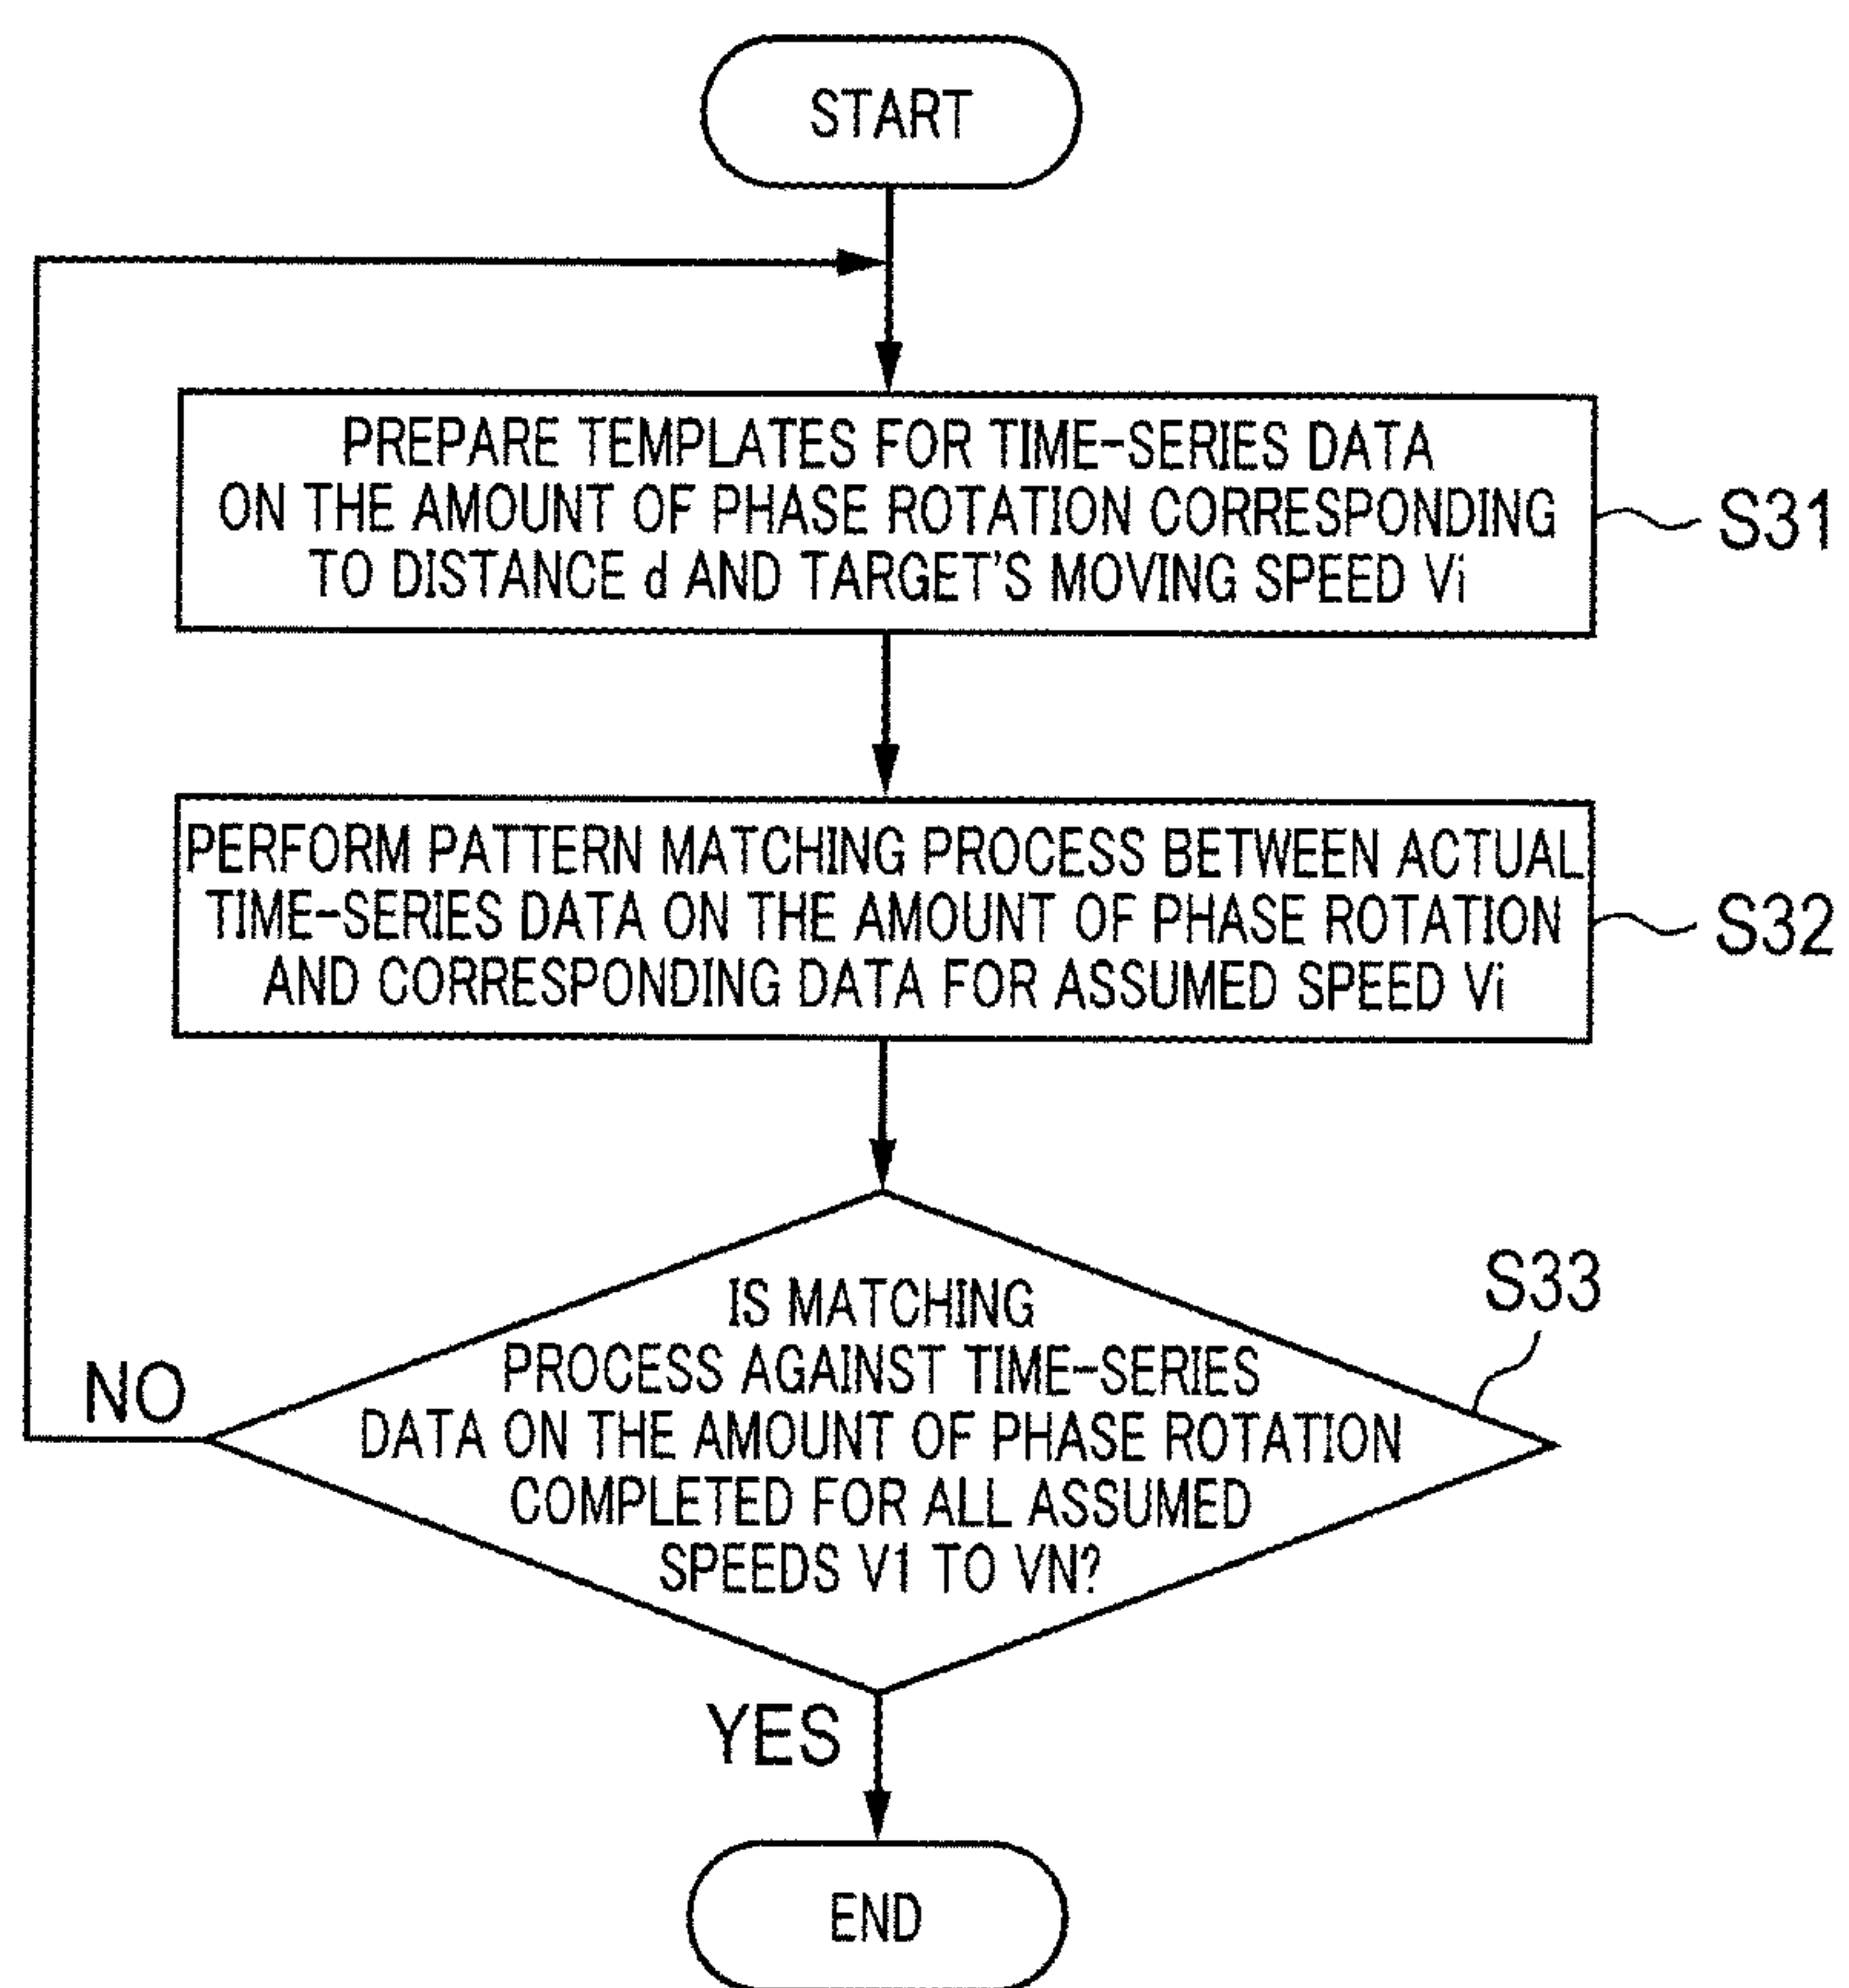 START
PREPARE TEMPLATES FOR TIME-SERIES DATA
ON THE AMOUNT OF PHASE ROTATION CORRESPONDING
TO DISTANCE d AND TARGET'S MOVING SPEED Vi
S31
PERFORM PATTERN MATCHING PROCESS BETWEEN ACTUAL
TIME-SERIES DATA ON THE AMOUNT OF PHASE ROTATION
AND CORRESPONDING DATA FOR ASSUMED SPEED Vi
S32
IS MATCHING
PROCESS AGAINST TIME-SERIES
DATA ON THE AMOUNT OF PHASE ROTATION
COMPLETED FOR ALL ASSUMED
SPEEDS V1 TO VN?
S33
NO
YES
END